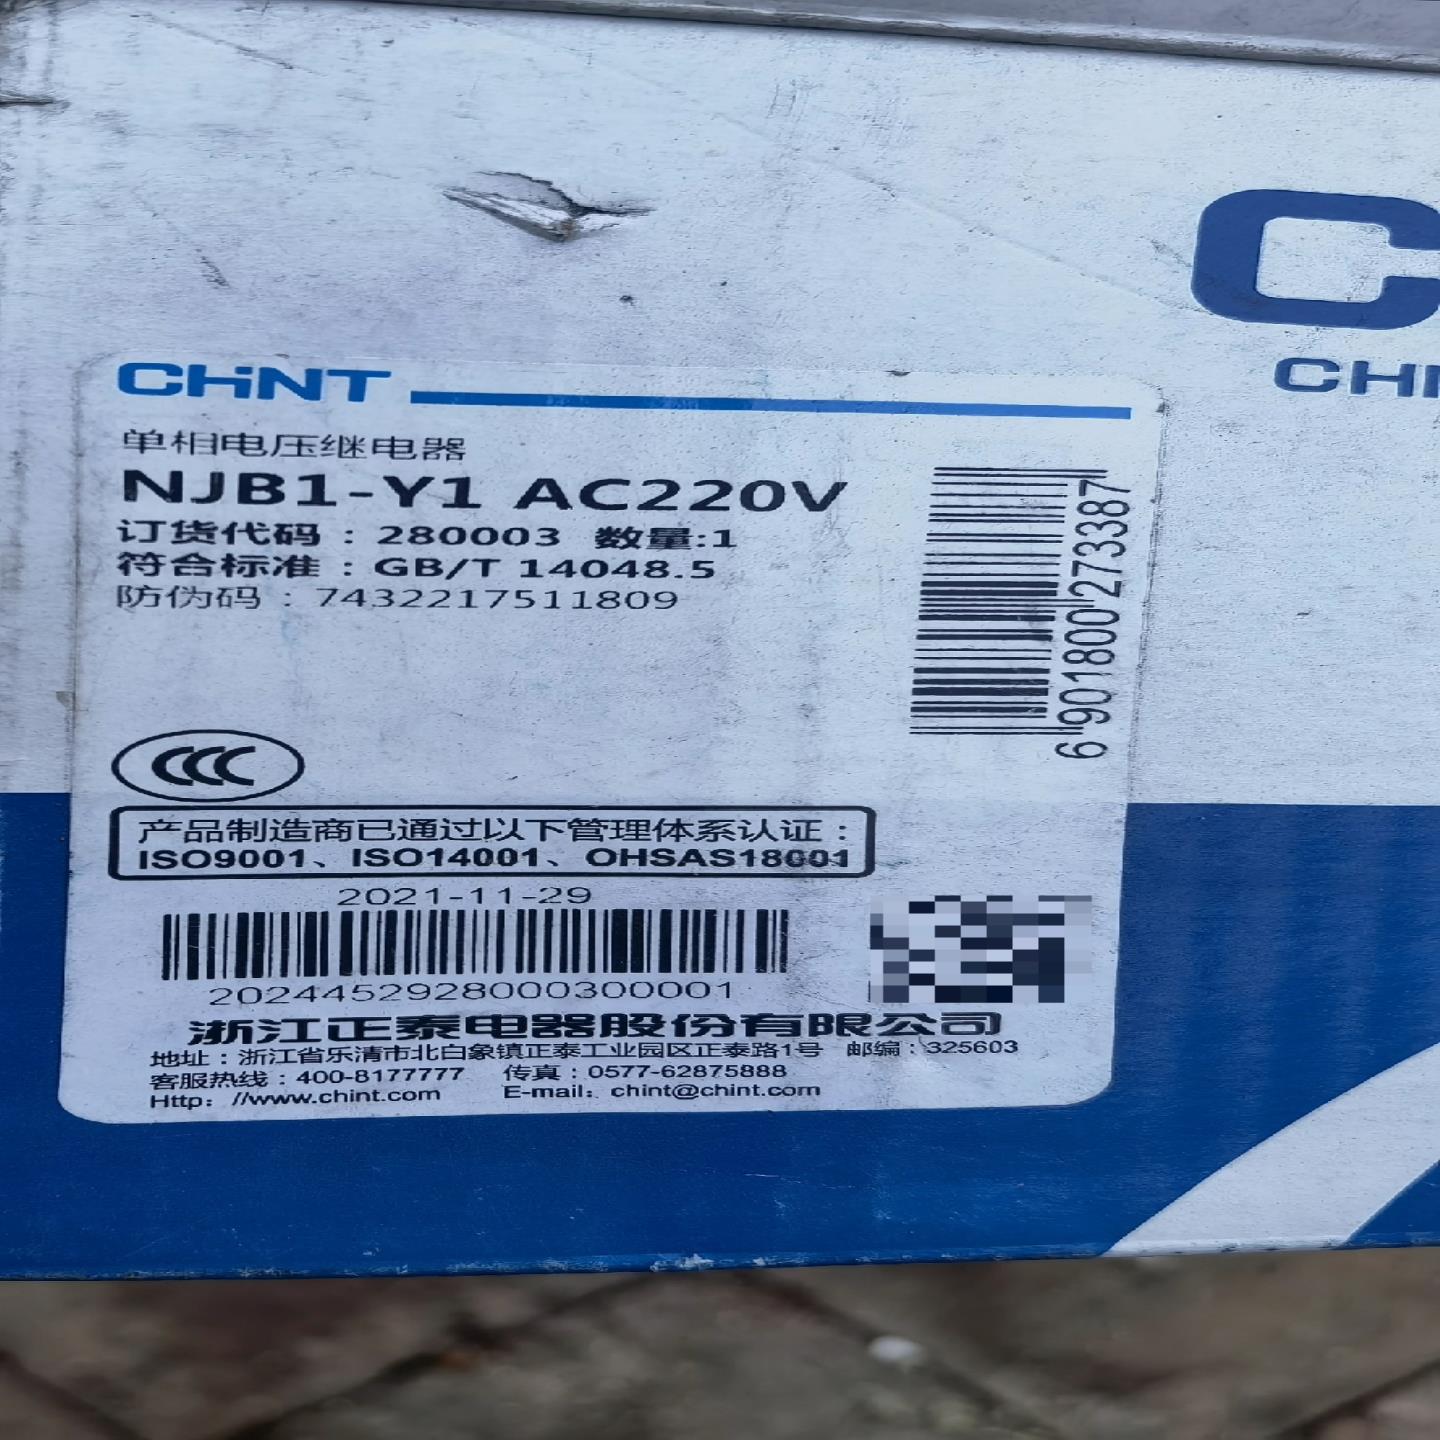 CHNT
单相电压继电器
NJB1-Y1 AC220V
订货代码：280003 数量:1
符合标准：GB/T 14048.5
防伪码：7432217511809
6901800273387
CCC
产品制造商已通过以下管理体系认证：
ISO9001、ISO14001、OHSAS18001
2021-11-29
2024452928000300001
浙江正泰电器股份有限公司
地址：浙江省乐清市北白象镇正泰工业园区正泰路1号 邮编：325603
客服热线：400-8177777 传真：0577-62875888
Http：//www.chint.com E-mail：chint@chint.com